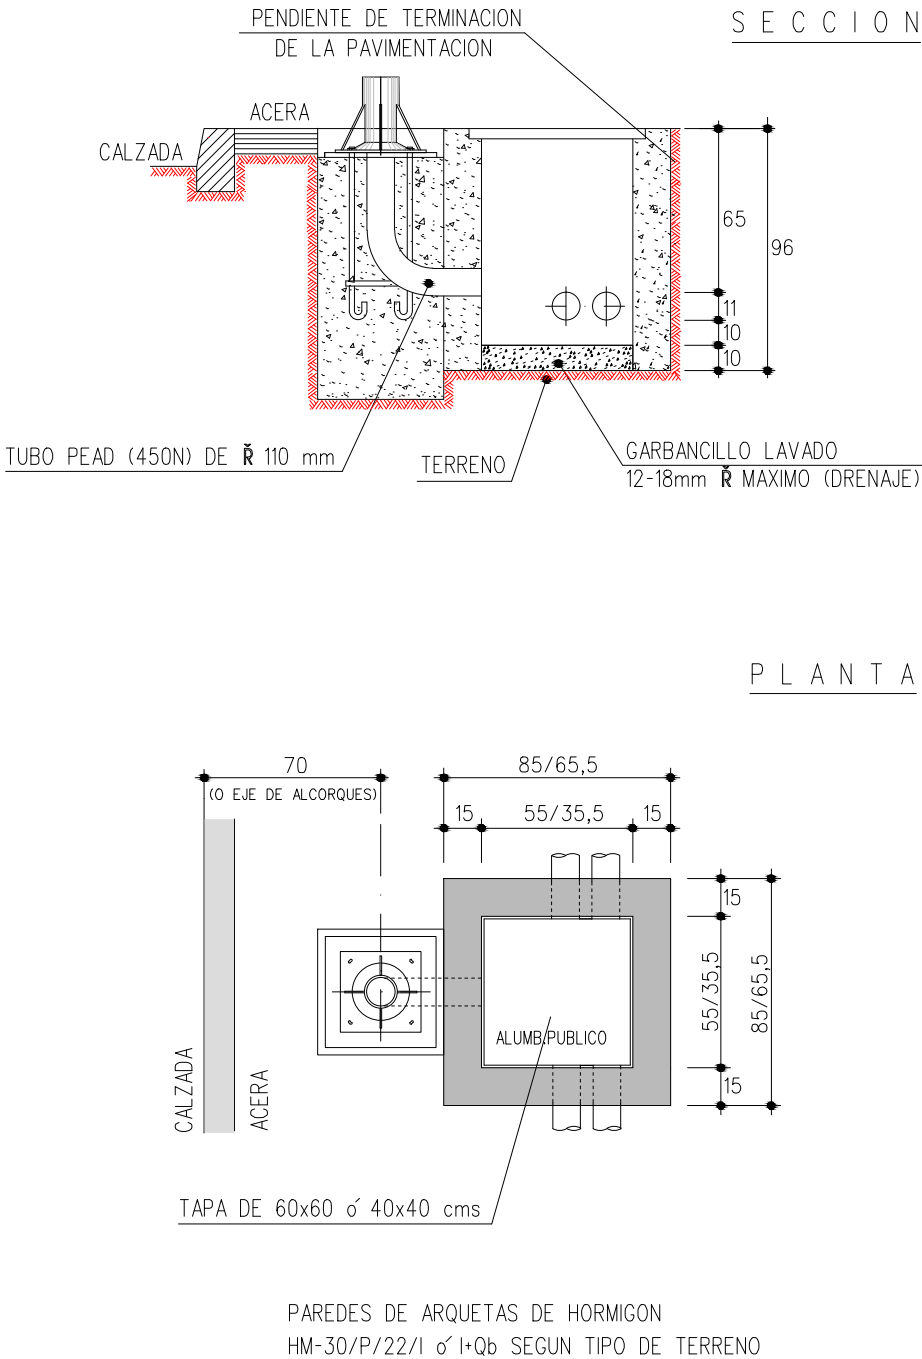 PENDIENTE DE TERMINACION
DE LA PAVIMENTACION
S E C C I O N
ACERA
CALZADA
65
96
11
10
10
TUBO PEAD (450N) DE Ř 110 mm
TERRENO
GARBANCILLO LAVADO
12-18mm Ř MAXIMO (DRENAJE)
P L A N T A
70
(O EJE DE ALCORQUES)
85/65,5
15
55/35,5
15
15
55/35,5
85/65,5
15
ALUMB.PUBLICO
CALZADA
ACERA
TAPA DE 60x60 ó 40x40 cms
PAREDES DE ARQUETAS DE HORMIGON
HM-30/P/22/I ó I+Qb SEGUN TIPO DE TERRENO